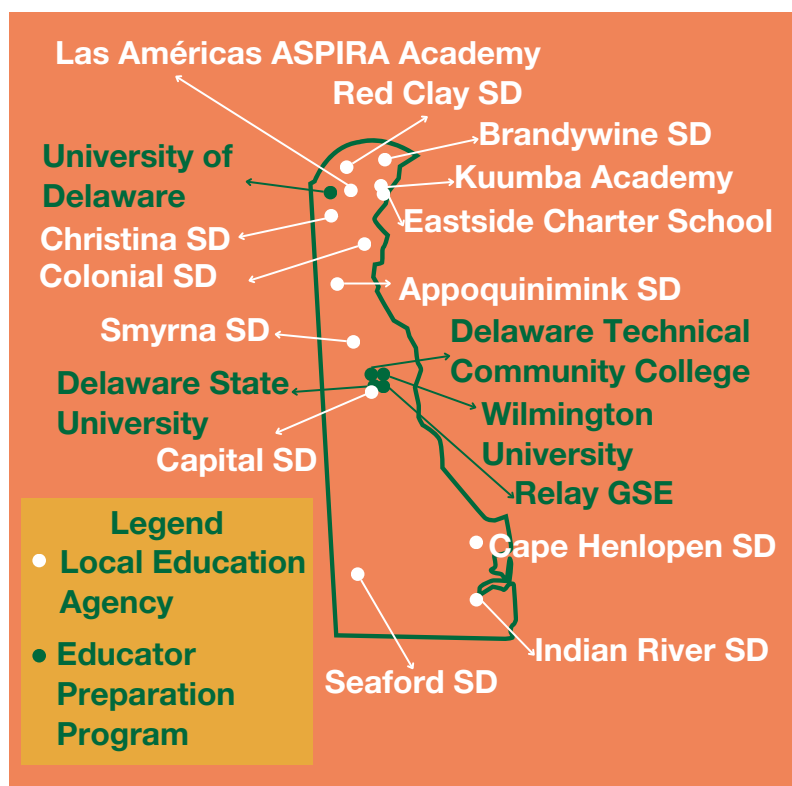 Las Américas ASPIRA Academy
Red Clay SD
Brandywine SD
University of
Delaware
Kuumba Academy
Eastside Charter School
Christina SD
Colonial SD
Appoquinimink SD
Smyrna SD
Delaware Technical
Community College
Delaware State
University
Wilmington
University
Capital SD
Relay GSE
Legend
Local Education
Agency
Educator
Preparation
Program
Cape Henlopen SD
Indian River SD
Seaford SD